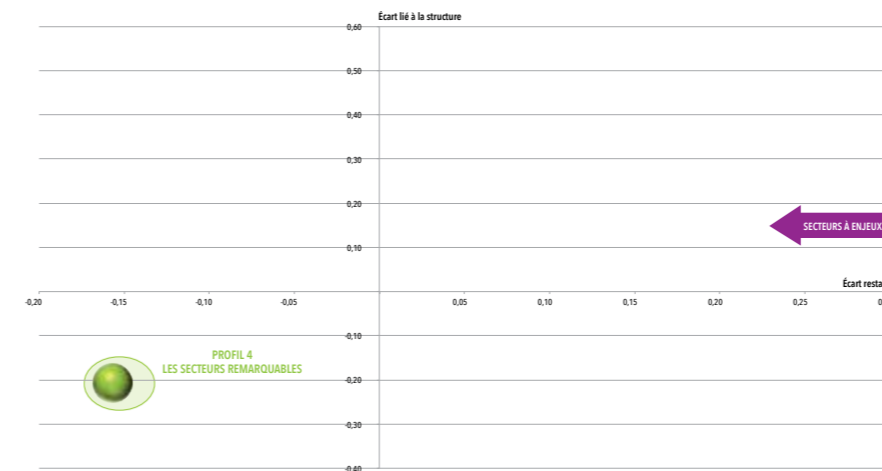 Écart lié à la structure
0,60
0,50
0,40
0,30
0,20
SECTEURS À ENJEUX
0,10
Écart resta
-0,20 -0,15 -0,10 -0,05 0,05 0,10 0,15 0,20 0,25 0
-0,10
PROFIL 4
LES SECTEURS REMARQUABLES
-0,20
-0,30
-0,40